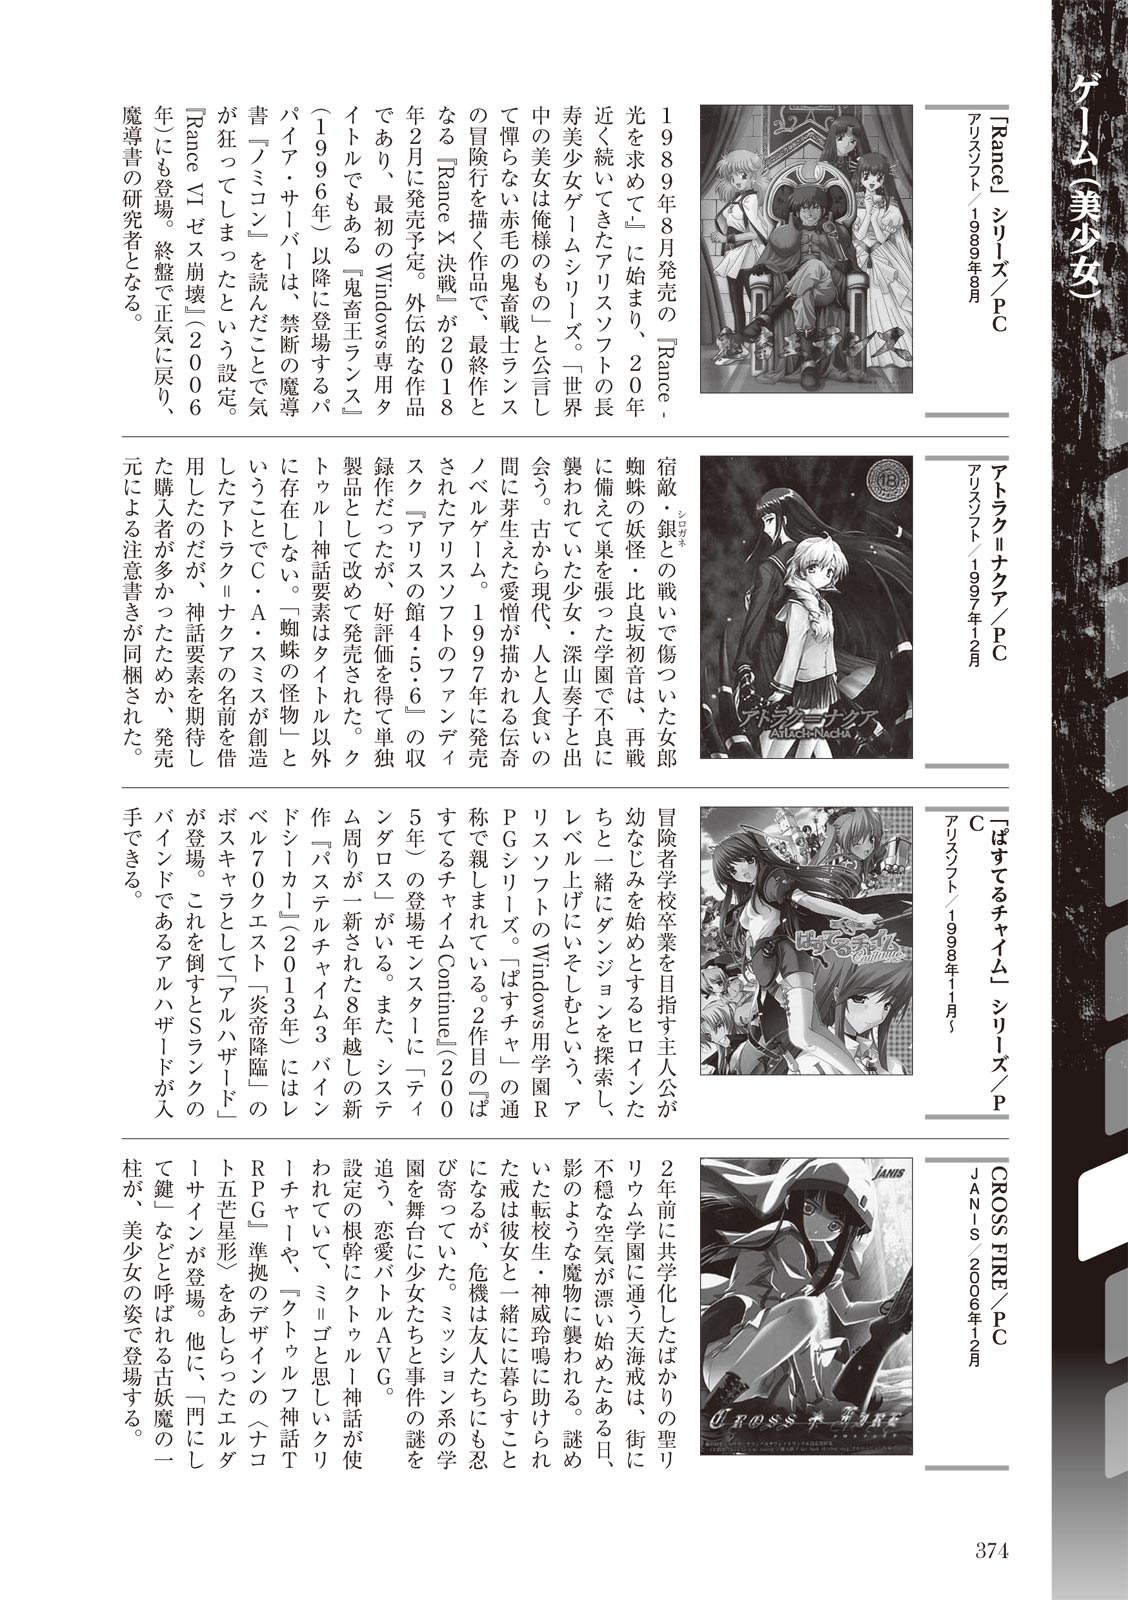 ゲーム(美少女)
「Rance」シリーズ/PC
アリスソフト/1989年8月
1989年8月発売の『Rance -
光を求めて-』に始まり、20年
近く続いてきたアリスソフトの長
寿美少女ゲームシリーズ。「世界
中の美女は俺様のもの」と公言し
て憚らない赤毛の鬼畜戦士ランス
の冒険行を描く作品で、最終作と
なる『Rance X 決戦』が2018
年2月に発売予定。外伝的な作品
であり、最初のWindows専用タ
イトルでもある『鬼畜王ランス』
(1996年)以降に登場するパ
パイア・サーバーは、禁断の魔導
書『ノミコン』を読んだことで気
が狂ってしまったという設定。
『Rance VI ゼス崩壊』(2006
年)にも登場。終盤で正気に戻り、
魔導書の研究者となる。
アトラク=ナクア/PC
アリスソフト/1997年12月
18
アトラク=ナクア
ATLACH=NACHA
宿敵・銀との戦いで傷ついた女郎
シロガネ
蜘蛛の妖怪・比良坂初音は、再戦
に備えて巣を張った学園で不良に
襲われていた少女・深山奏子と出
会う。古から現代、人と人食いの
間に芽生えた愛憎が描かれる伝奇
ノベルゲーム。1997年に発売
されたアリスソフトのファンディ
スク『アリスの館4・5・6』の収
録作だったが、好評価を得て単独
製品として改めて発売された。ク
トゥルー神話要素はタイトル以外
に存在しない。「蜘蛛の怪物」と
いうことでC・A・スミスが創造
したアトラク=ナクアの名前を借
用したのだが、神話要素を期待し
た購入者が多かったためか、発売
元による注意書きが同梱された。
「ぱすてるチャイム」シリーズ/P
C
アリスソフト/1998年11月~
ぱすてるチャイム
Continue
冒険者学校卒業を目指す主人公が
幼なじみを始めとするヒロインた
ちと一緒にダンジョンを探索し、
レベル上げにいそしむという、ア
リスソフトのWindows用学園R
PGシリーズ。「ぱすチャ」の通
称で親しまれている。2作目の『ぱ
すてるチャイムContinue』(200
5年)の登場モンスターに「ティ
ンダロス」がいる。また、システ
ム周りが一新された8年越しの新
作『パステルチャイム3 バイン
ドシーカー』(2013年)にはレ
ベル70クエスト「炎帝降臨」の
ボスキャラとして「アルハザード」
が登場。これを倒すとSランクの
バインドであるアルハザードが入
手できる。
CROSS FIRE/PC
JANIS/2006年12月
JANIS
CROSS + FIRE
2年前に共学化したばかりの聖リ
リウム学園に通う天海戒は、街に
不穏な空気が漂い始めたある日、
影のような魔物に襲われる。謎め
いた転校生・神威玲鳴に助けられ
た戒は彼女と一緒にに暮らすこと
になるが、危機は友人たちにも忍
び寄っていた。ミッション系の学
園を舞台に少女たちと事件の謎を
追う、恋愛バトルAVG。
設定の根幹にクトゥルー神話が使
われていて、ミ=ゴと思しいクリ
ーチャーや、『クトゥルフ神話T
RPG』準拠のデザインの〈ナコ
ト五芒星形〉をあしらったエルダ
ーサインが登場。他に、「門にし
て鍵」などと呼ばれる古妖魔の一
柱が、美少女の姿で登場する。
374